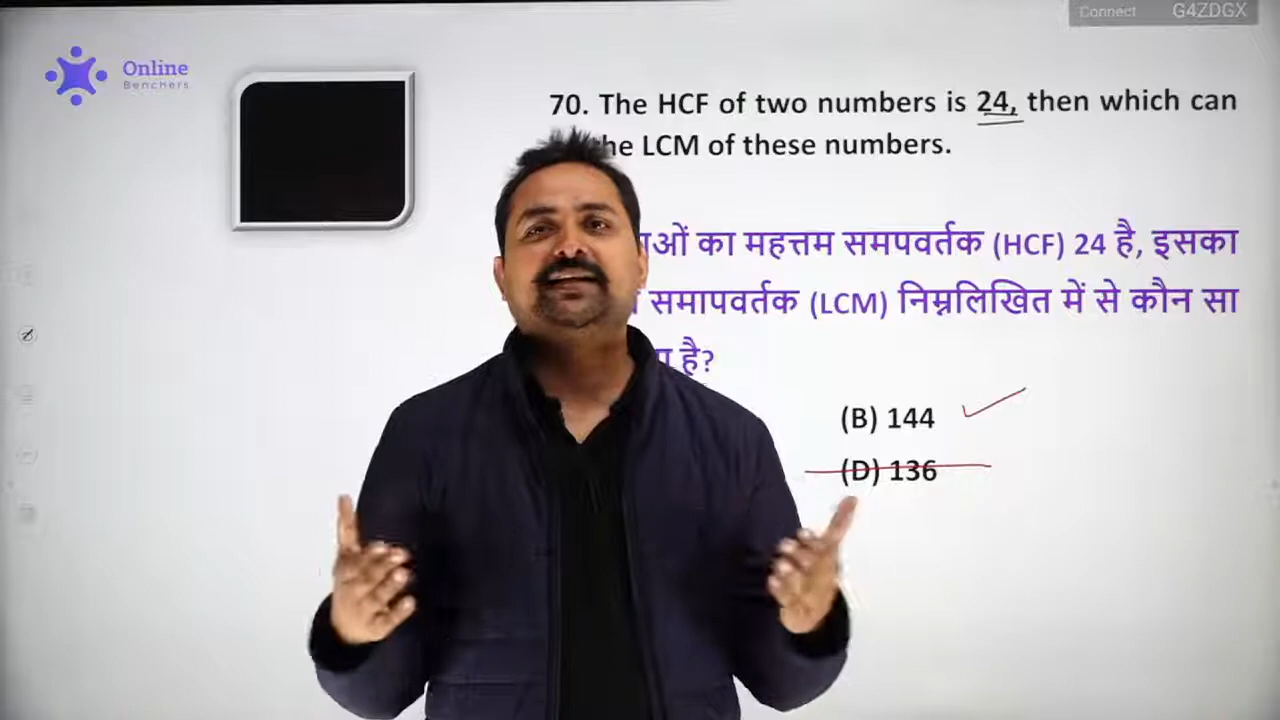 Connect G4ZDGX
Online
Benchers
70. The HCF of two numbers is 24, then which can
LCM of these numbers.
का महत्तम समपवर्तक (HCF) 24 है, इसका
समापवर्तक (LCM) निम्नलिखित में से कौन सा
है?
(B) 144
(D) 136